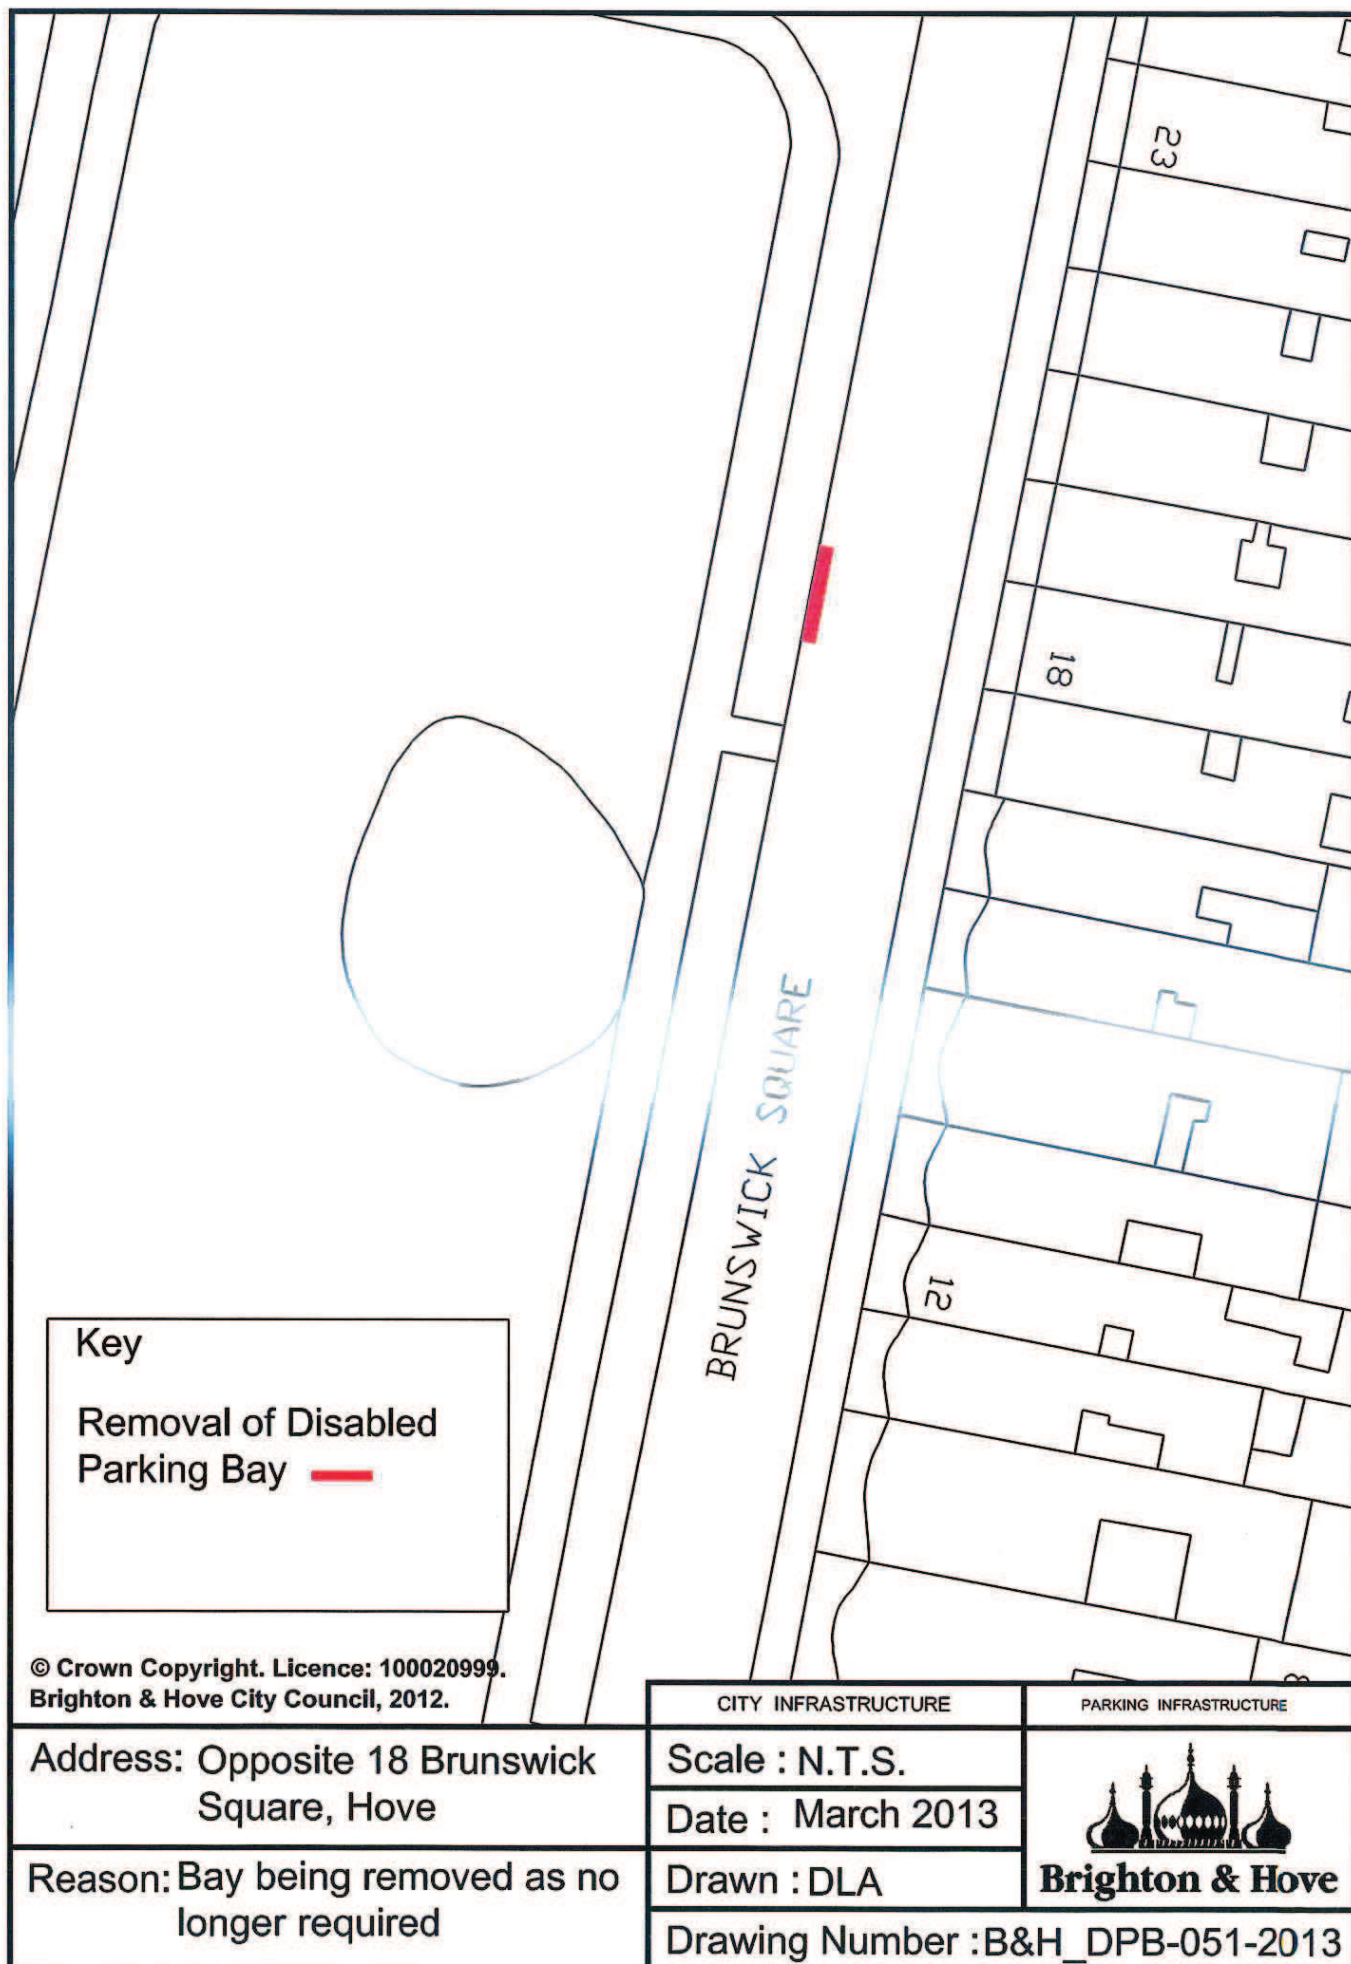 23
18
BRUNSWICK SQUARE
12
8
Key
Removal of Disabled
Parking Bay
© Crown Copyright. Licence: 100020999.
Brighton & Hove City Council, 2012.
CITY INFRASTRUCTURE
PARKING INFRASTRUCTURE
Address: Opposite 18 Brunswick
Square, Hove
Scale : N.T.S.
Date : March 2013
Reason: Bay being removed as no
longer required
Drawn : DLA
Brighton & Hove
Drawing Number : B&H_DPB-051-2013